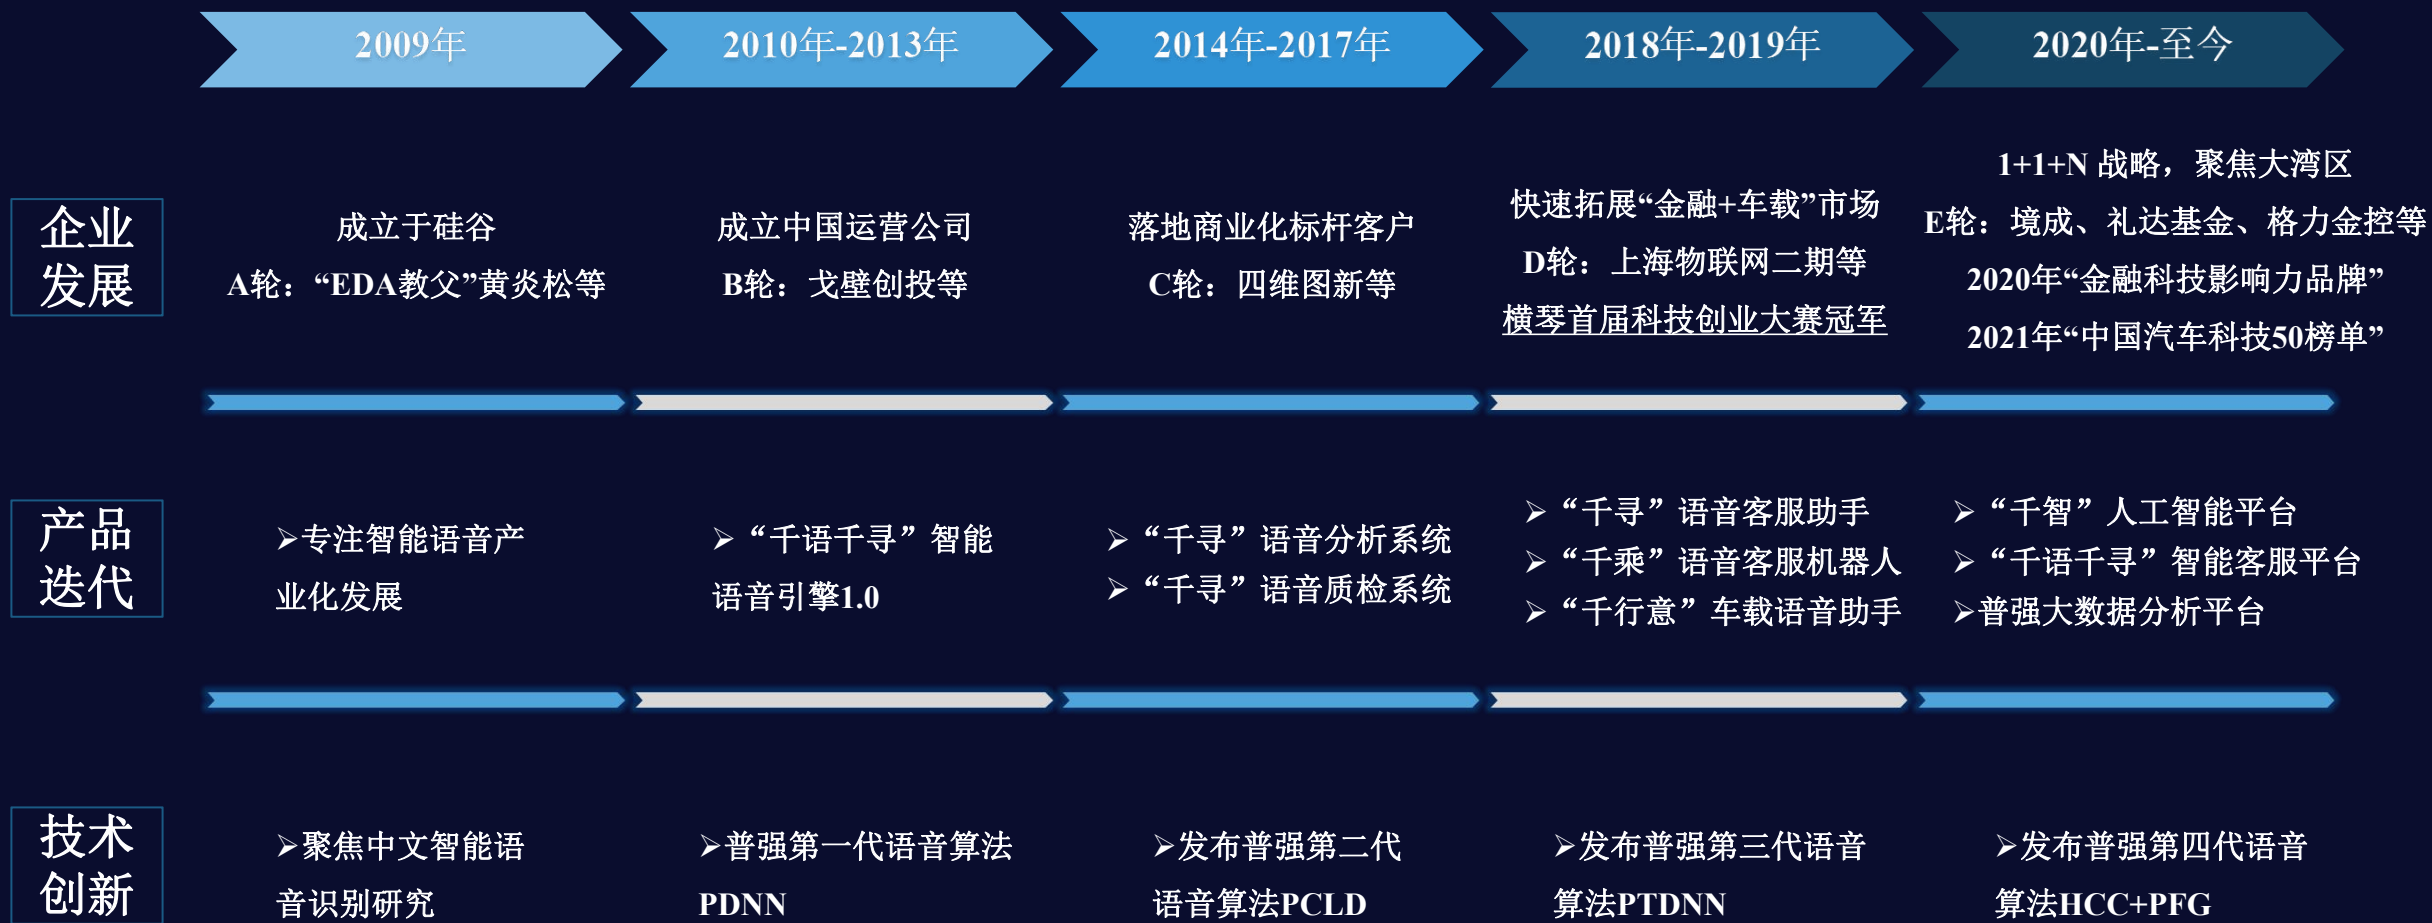 2009年
2010年-2013年
2014年-2017年
2018年-2019年
2020年-至今
企业
发展
成立于硅谷
A轮：“EDA教父”黄炎松等
成立中国运营公司
B轮：戈壁创投等
落地商业化标杆客户
C轮：四维图新等
快速拓展“金融+车载”市场
D轮：上海物联网二期等
横琴首届科技创业大赛冠军
1+1+N 战略，聚焦大湾区
E轮：境成、礼达基金、格力金控等
2020年“金融科技影响力品牌”
2021年“中国汽车科技50榜单”
产品
迭代
➢专注智能语音产
业化发展
➢“千语千寻”智能
语音引擎1.0
➢“千寻”语音分析系统
➢“千寻”语音质检系统
➢“千寻”语音客服助手
➢“千乘”语音客服机器人
➢“千行意”车载语音助手
➢“千智”人工智能平台
➢“千语千寻”智能客服平台
➢普强大数据分析平台
技术
创新
➢聚焦中文智能语
音识别研究
➢普强第一代语音算法
PDNN
➢发布普强第二代
语音算法PCLD
➢发布普强第三代语音
算法PTDNN
➢发布普强第四代语音
算法HCC+PFG